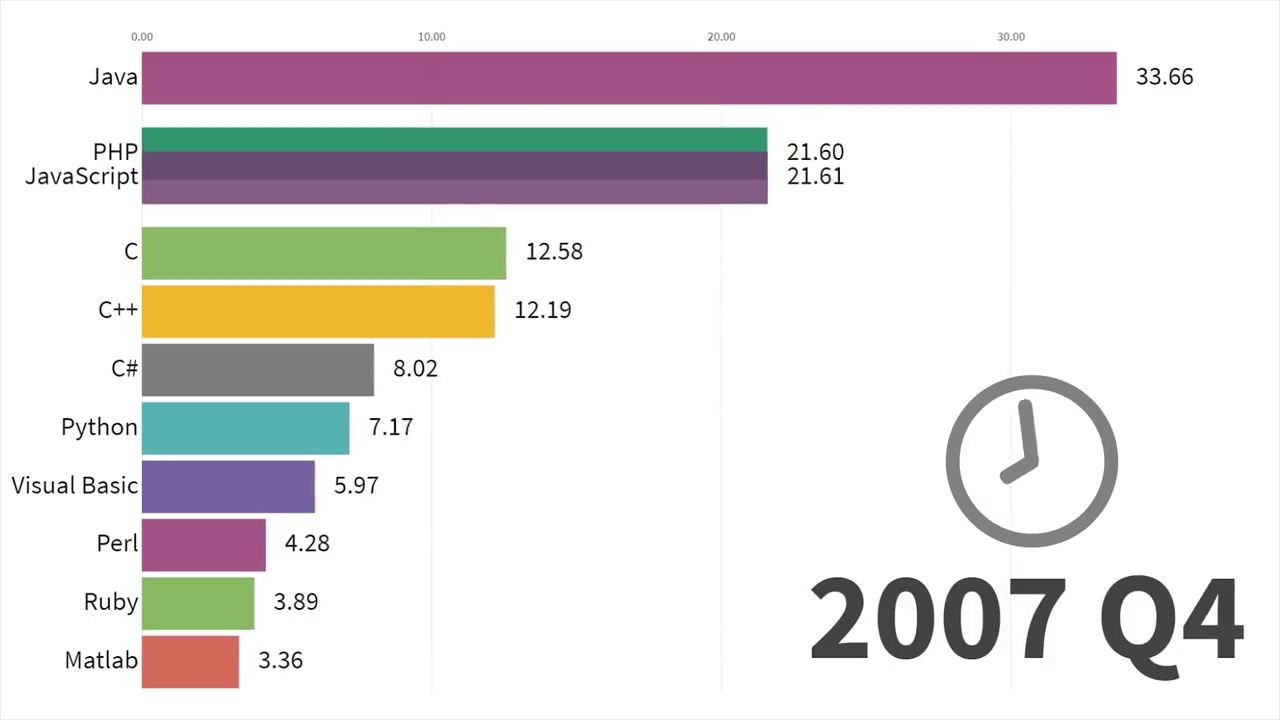 0.00 10.00 20.00 30.00
Java 33.66
PHP 21.60
JavaScript 21.61
C 12.58
C++ 12.19
C# 8.02
Python 7.17
Visual Basic 5.97
Perl 4.28
Ruby 3.89
Matlab 3.36
2007 Q4